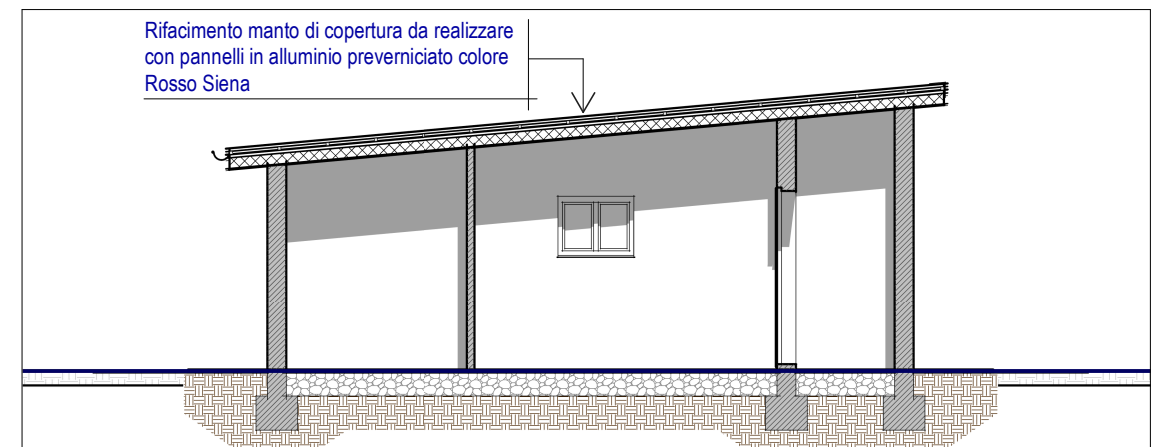 Rifacimento manto di copertura da realizzare
con pannelli in alluminio preverniciato colore
Rosso Siena